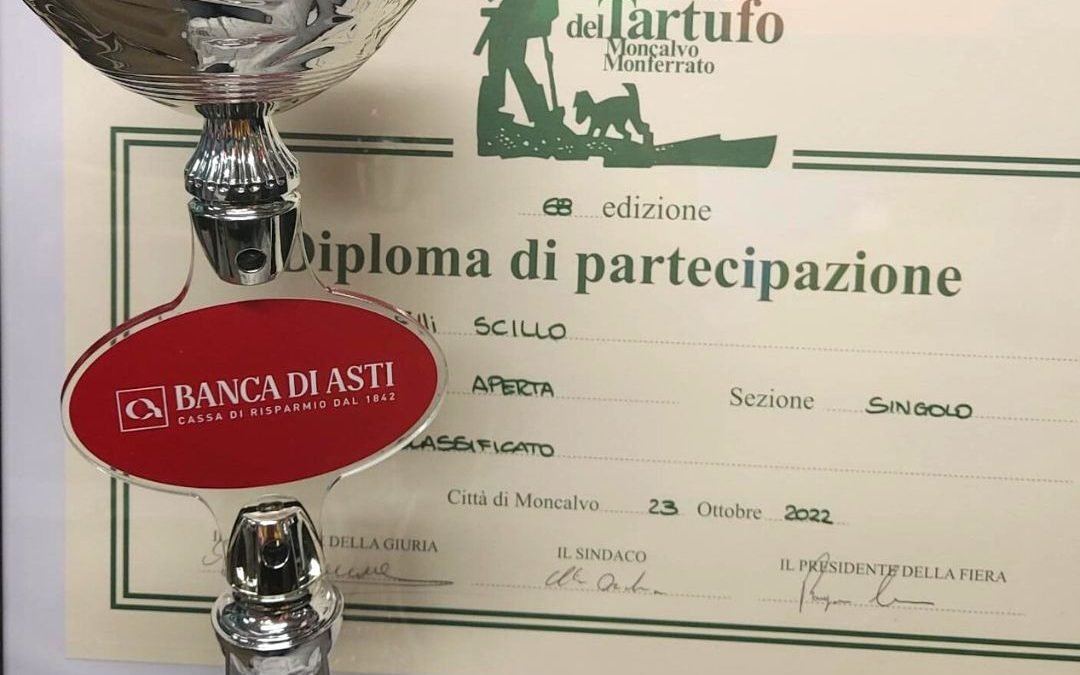 del Tartufo
Moncalvo
Monferrato
68 edizione
Diploma di partecipazione
SCILLO
APERTA Sezione SINGOLO
CLASSIFICATO
BANCA DI ASTI
CASSA DI RISPARMIO DAL 1842
Città di Moncalvo 23 Ottobre 2022
DELLA GIURIA IL SINDACO IL PRESIDENTE DELLA FIERA